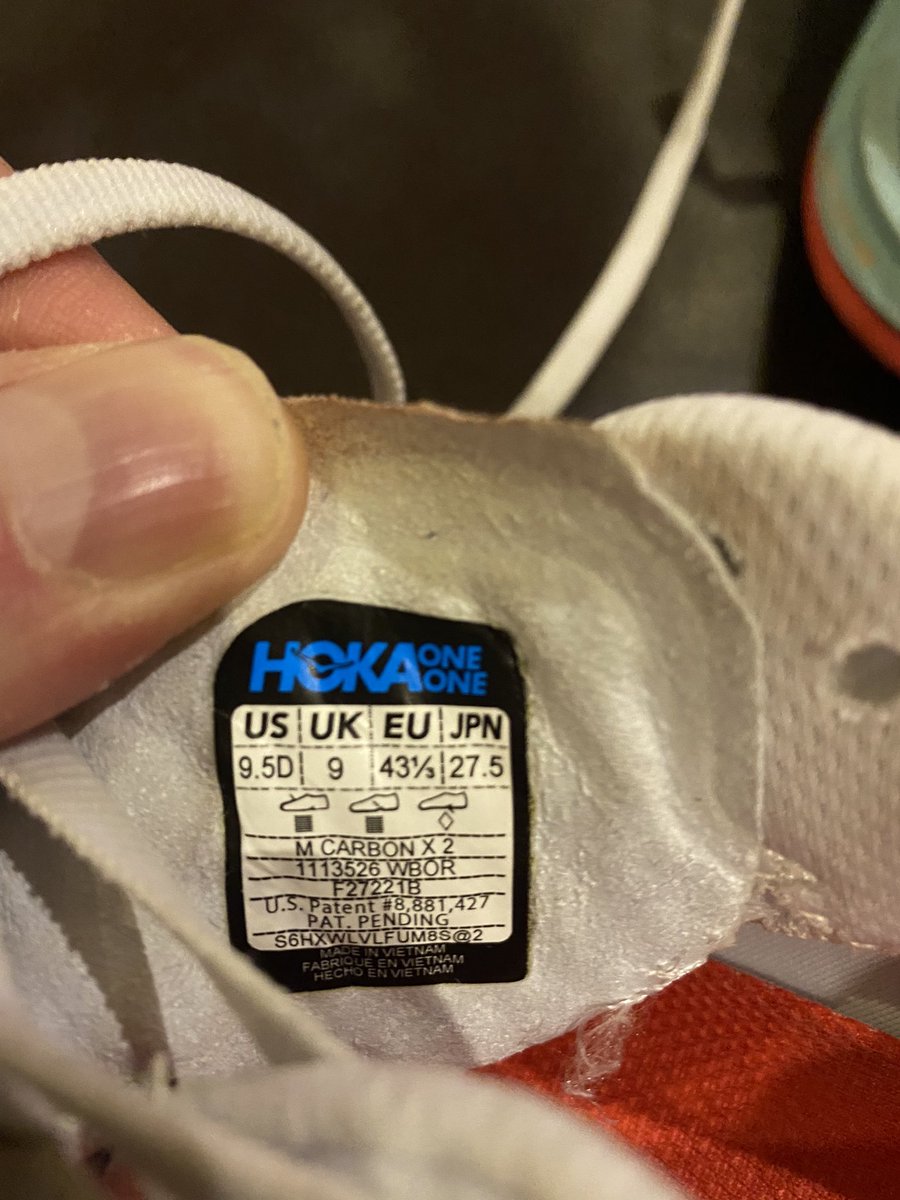 HOKA ONE ONE
US UK EU JPN
9.5D 9 43⅓ 27.5
M CARBON X 2
1113526 WBOR
F27221B
U.S. Patent #8,881,427
PAT. PENDING
S6HXWLVLFUM8S@2
MADE IN VIETNAM
FABRIQUE EN VIETNAM
HECHO EN VIETNAM